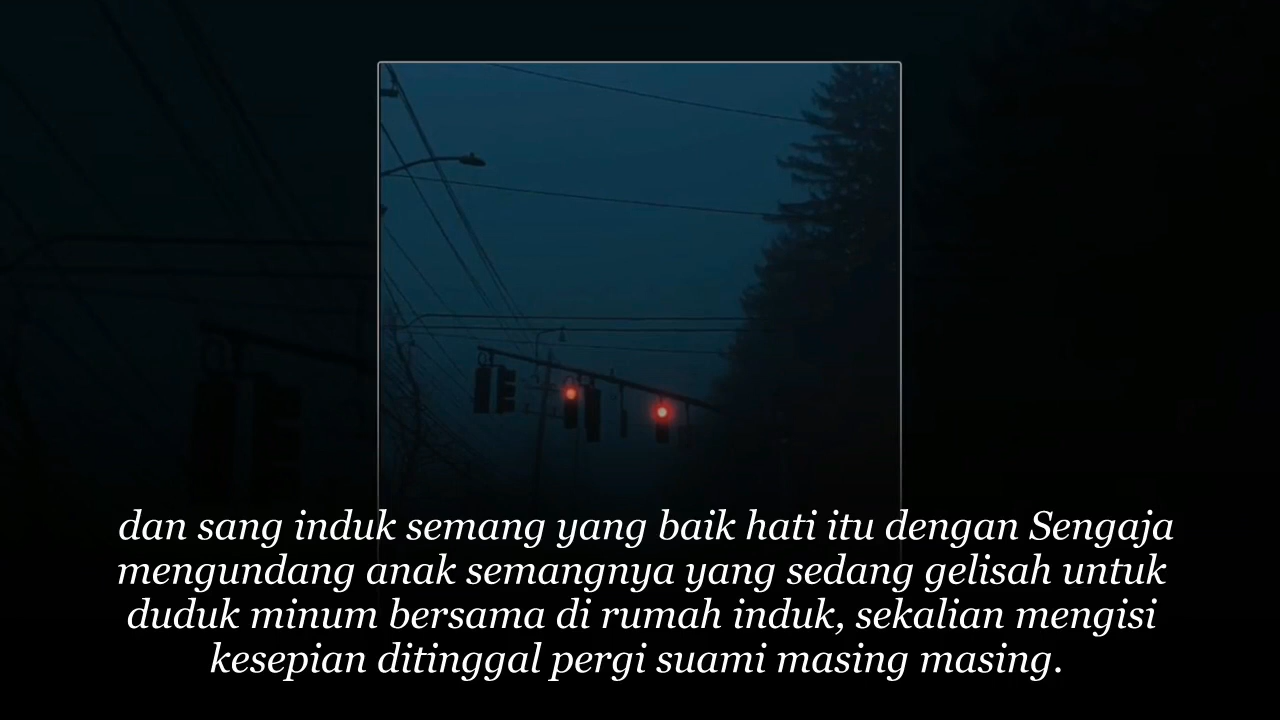 dan sang induk semang yang baik hati itu dengan Sengaja
mengundang anak semangnya yang sedang gelisah untuk
duduk minum bersama di rumah induk, sekalian mengisi
kesepian ditinggal pergi suami masing masing.